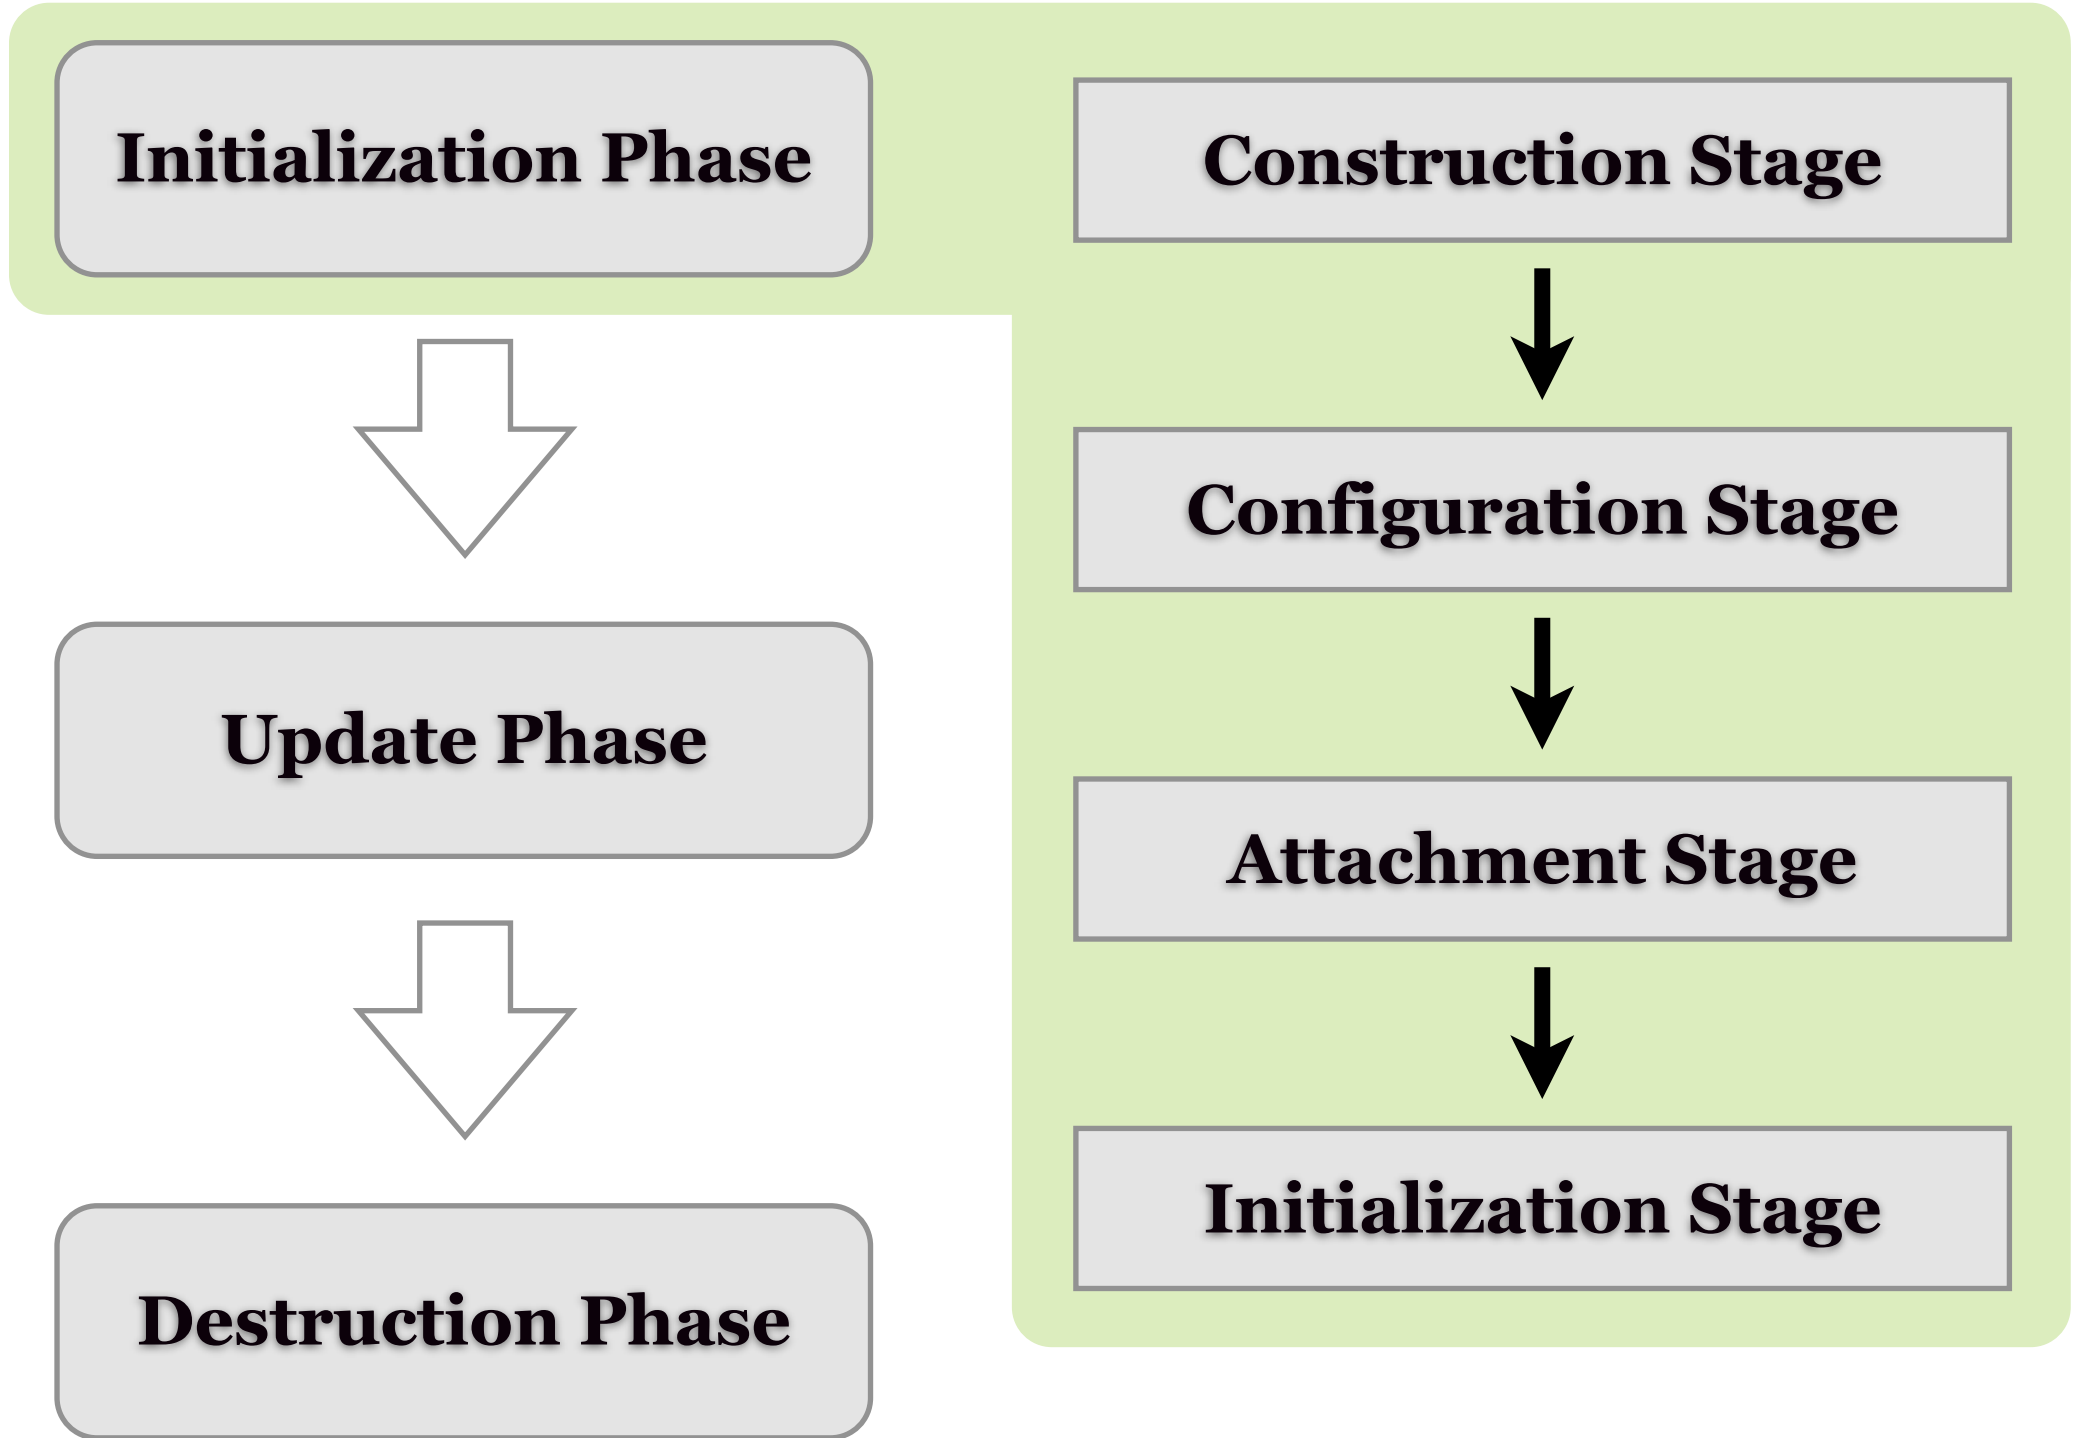 Initialization Phase
Update Phase
Destruction Phase
Construction Stage
Configuration Stage
Attachment Stage
Initialization Stage